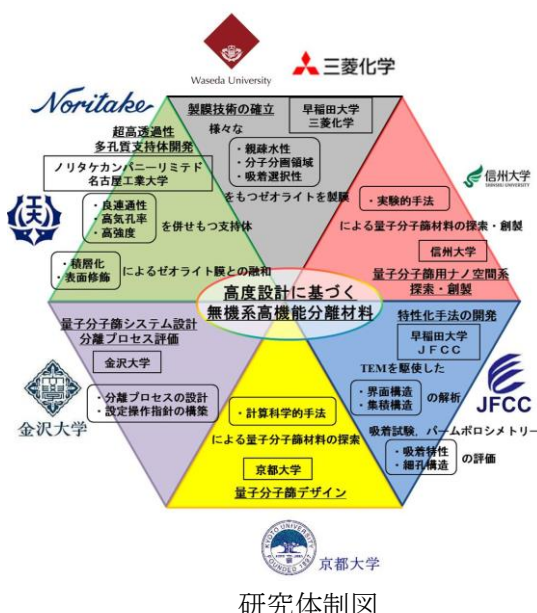 Waseda University
三菱化学
Noritake
製膜技術の確立
早稲田大学
三菱化学
様々な
・親疎水性
・分子分画領域
・吸着選択性
をもつゼオライトを製膜
超高透過性
多孔質支持体開発
ノリタケカンパニーリミテド
名古屋工業大学
・良連通性
・高気孔率
・高強度
を併せもつ支持体
・積層化
・表面修飾
によるゼオライト膜との融和
信州大学
SHINSHU UNIVERSITY
・実験的手法
による量子分子篩材料の探索・創製
信州大学
量子分子篩用ナノ空間系
探索・創製
高度設計に基づく
無機系高機能分離材料
量子分子篩システム設計
分離プロセス評価
金沢大学
・分離プロセスの設計
・設定操作指針の構築
金沢大学
特性化手法の開発
早稲田大学
JFCC
TEMを駆使した
・界面構造
・集積構造
の解析
吸着試験，パームポロシメトリー
・吸着特性
・細孔構造
の評価
JFCC
・計算科学的手法
による量子分子篩材料の探索
京都大学
量子分子篩デザイン
KYOTO UNIVERSITY
FOUNDED 1897
京都大学
研究体制図